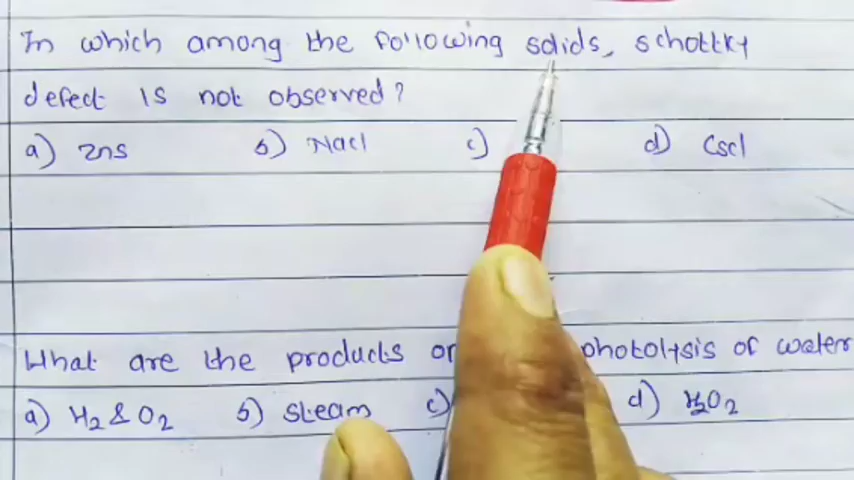 In which among the following solids, schottky
defect is not observed?
a) ZnS b) Nacl c) d) Cscl
What are the products photolysis of water
a) H₂ & O₂ b) Steam c) d) H₂O₂